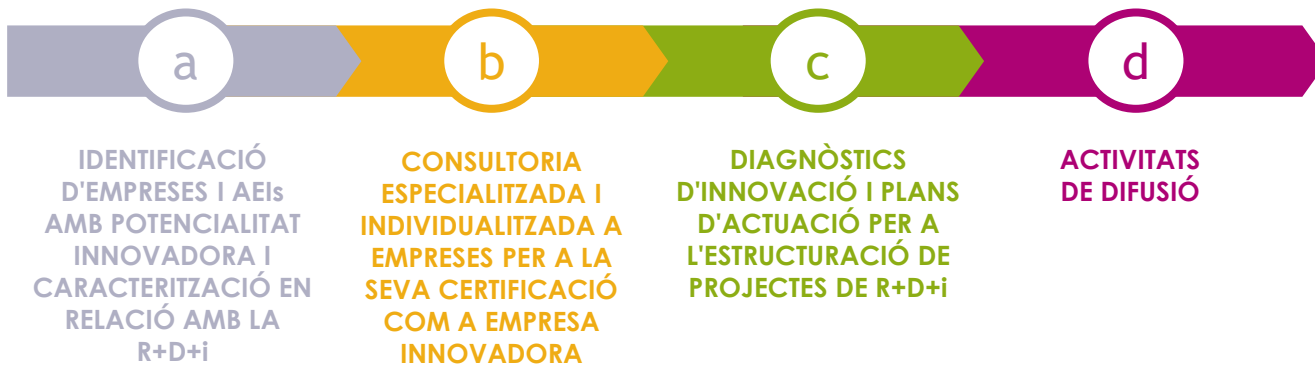 a
IDENTIFICACIÓ
D'EMPRESES I AEIs
AMB POTENCIALITAT
INNOVADORA I
CARACTERITZACIÓ EN
RELACIÓ AMB LA
R+D+i
b
CONSULTORIA
ESPECIALITZADA I
INDIVIDUALITZADA A
EMPRESES PER A LA
SEVA CERTIFICACIÓ
COM A EMPRESA
INNOVADORA
c
DIAGNÒSTICS
D'INNOVACIÓ I PLANS
D'ACTUACIÓ PER A
L'ESTRUCTURACIÓ DE
PROJECTES DE R+D+i
d
ACTIVITATS
DE DIFUSIÓ